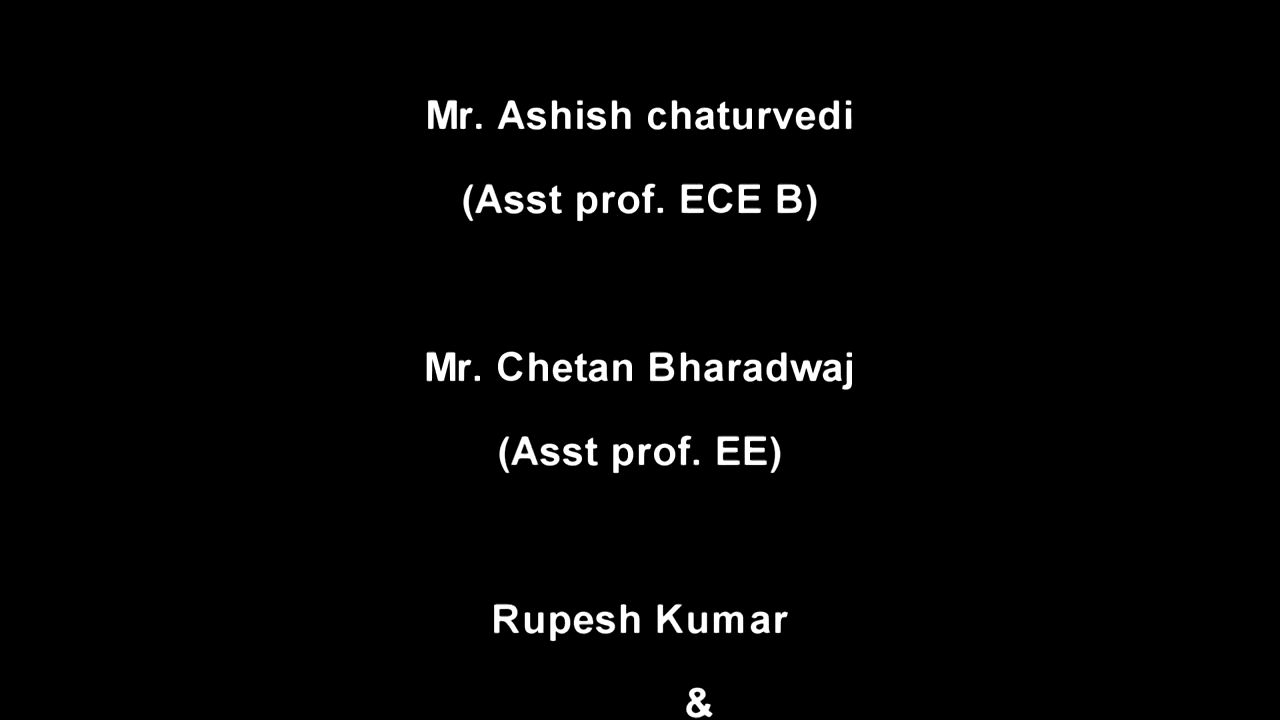 Mr. Ashish chaturvedi
(Asst prof. ECE B)
Mr. Chetan Bharadwaj
(Asst prof. EE)
Rupesh Kumar
&